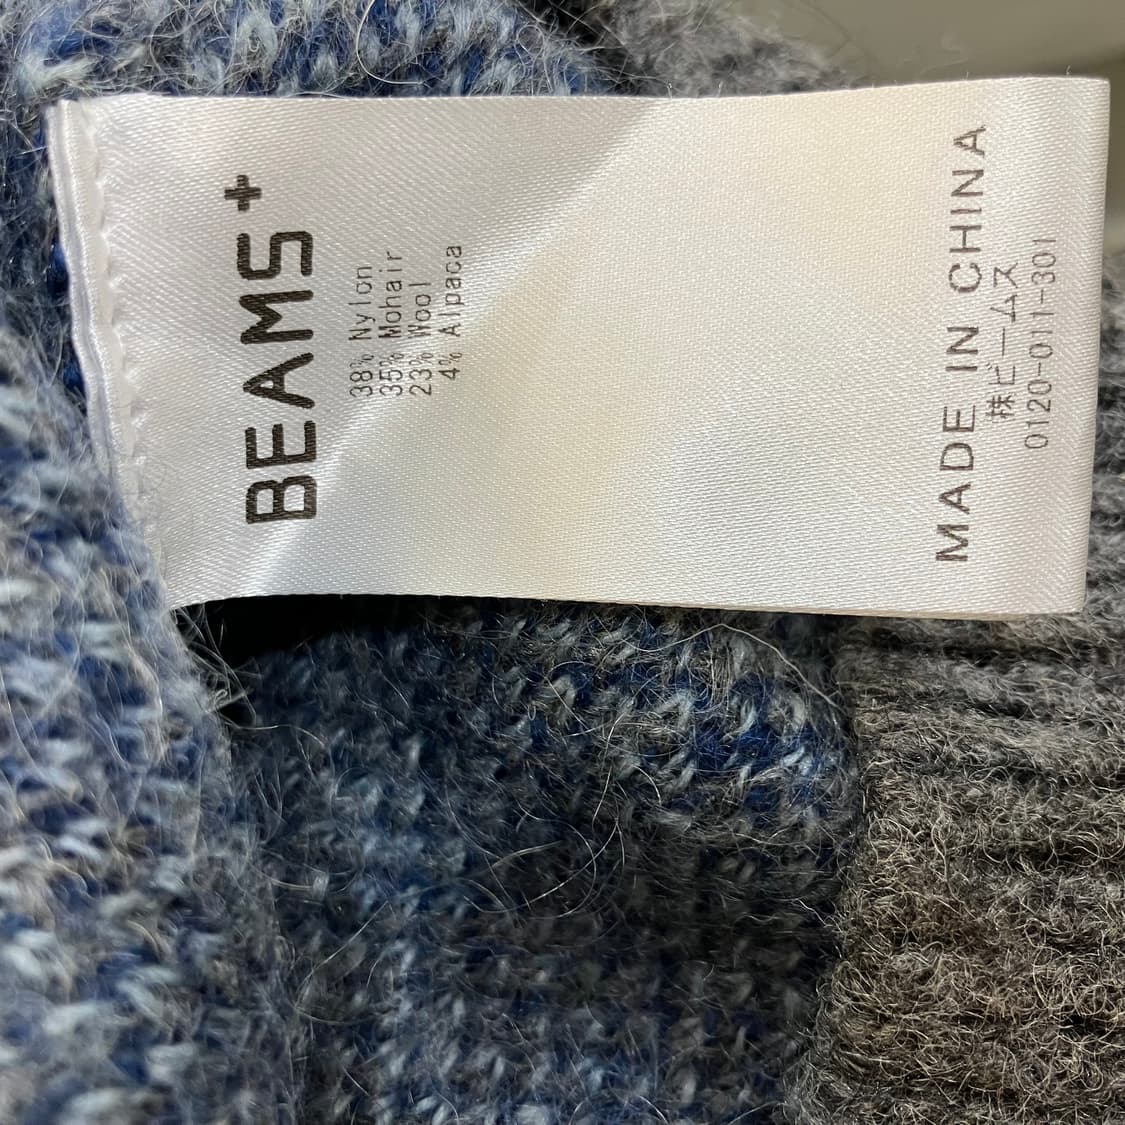 BEAMS+
38% Nylon
35% Mohair
23% Wool
4% Alpaca
MADE IN CHINA
株ビームス
0120-011-301